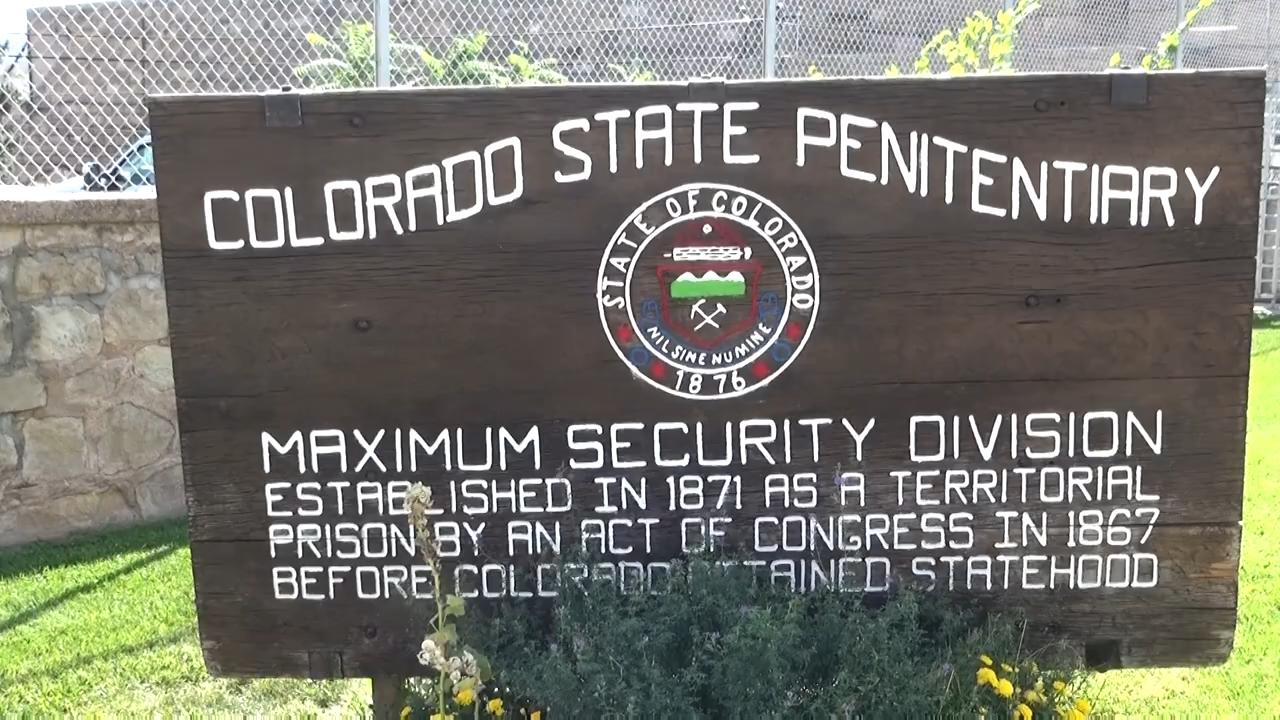 COLORADO STATE PENITENTIARY
STATE OF COLORADO
NIL SINE NUMINE
1876
MAXIMUM SECURITY DIVISION
ESTABLISHED IN 1871 AS A TERRITORIAL
PRISON BY AN ACT OF CONGRESS IN 1867
BEFORE COLORADO ATTAINED STATEHOOD